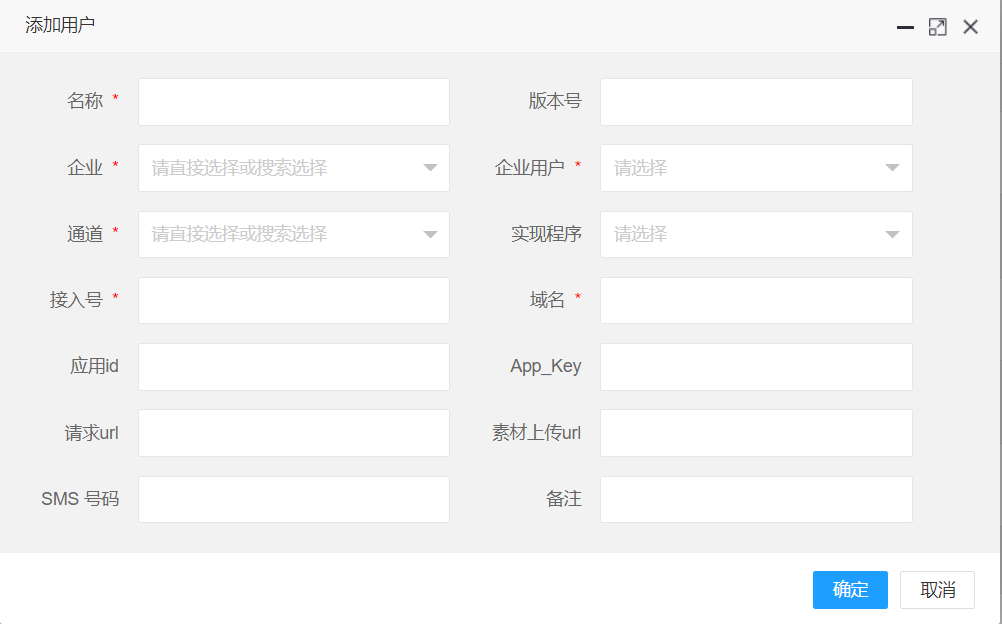 添加用户
名称 * 版本号
企业 * 请直接选择或搜索选择 企业用户 * 请选择
通道 * 请直接选择或搜索选择 实现程序 请选择
接入号 * 域名 *
应用id App_Key
请求url 素材上传url
SMS 号码 备注
确定 取消